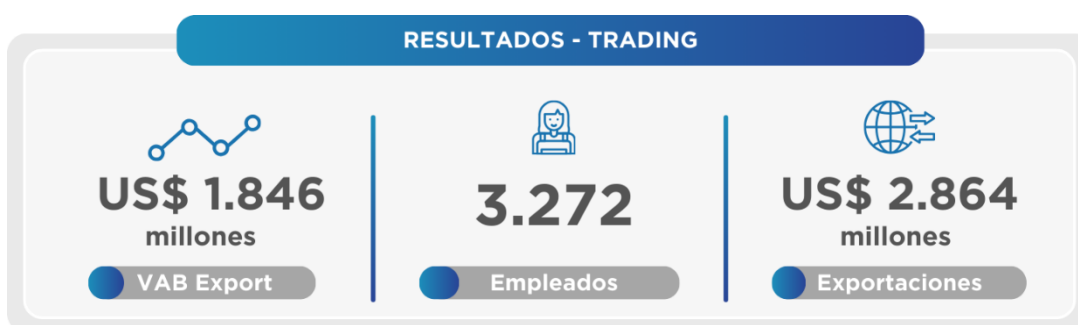 RESULTADOS - TRADING
US$ 1.846
millones
VAB Export
3.272
Empleados
US$ 2.864
millones
Exportaciones